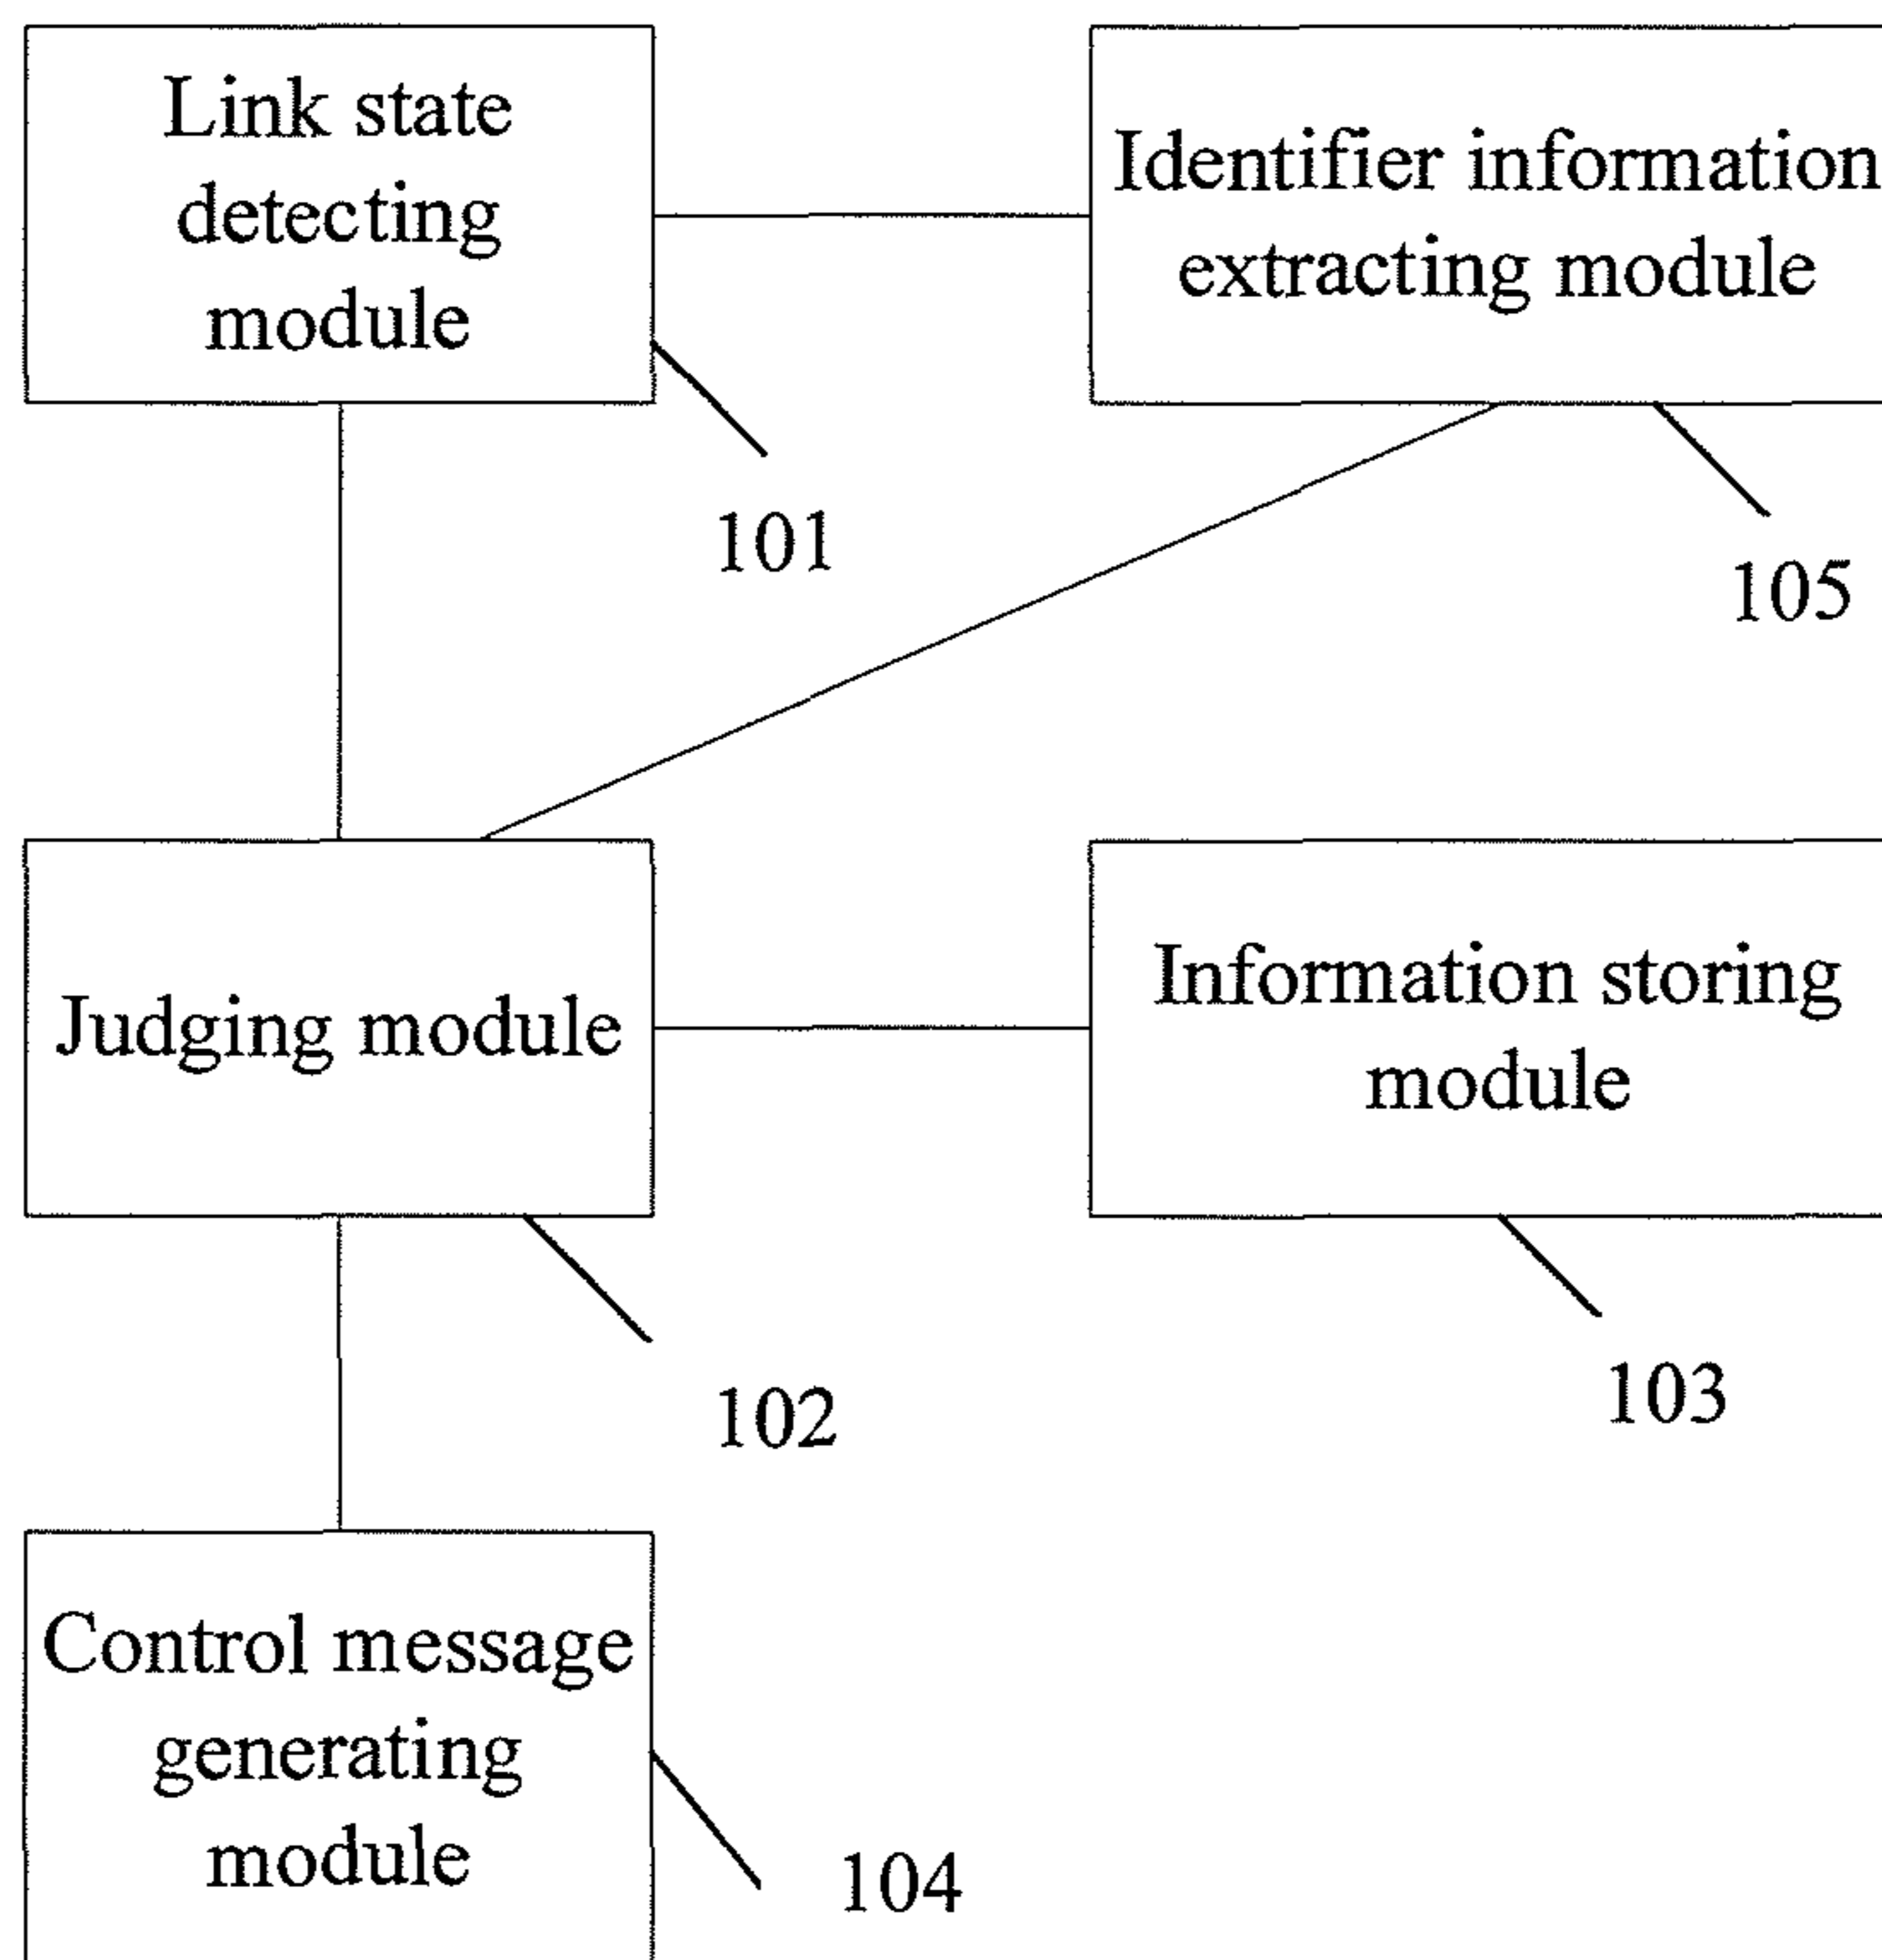 Link state
detecting
module
101
Identifier information
extracting module
105
Judging module
102
Information storing
module
103
Control message
generating
module
104